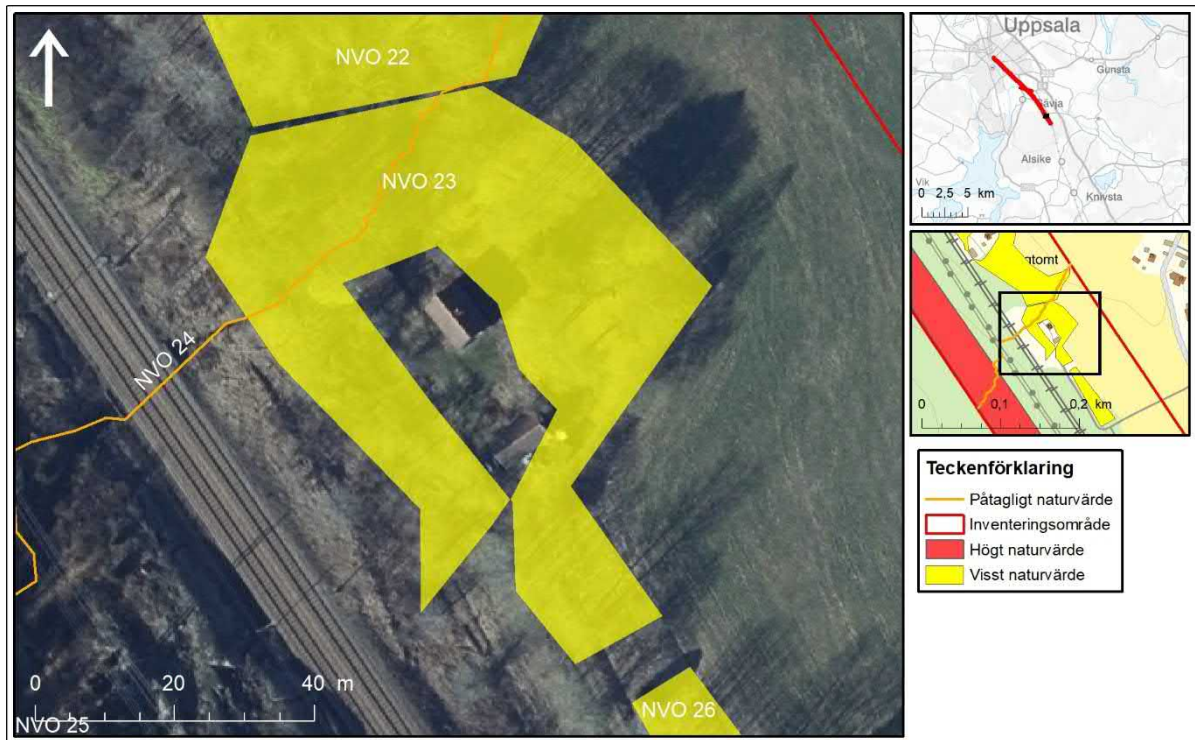 NVO 22
NVO 23
NVO 24
NVO 26
0 20 40 m
NVO 25
Uppsala
Gunsta
Sävja
Alsike
Vik
Knivsta
0 2,5 5 km
ntomt
0 0,1 0,2 km
Teckenförklaring
Påtagligt naturvärde
Inventeringsområde
Högt naturvärde
Visst naturvärde